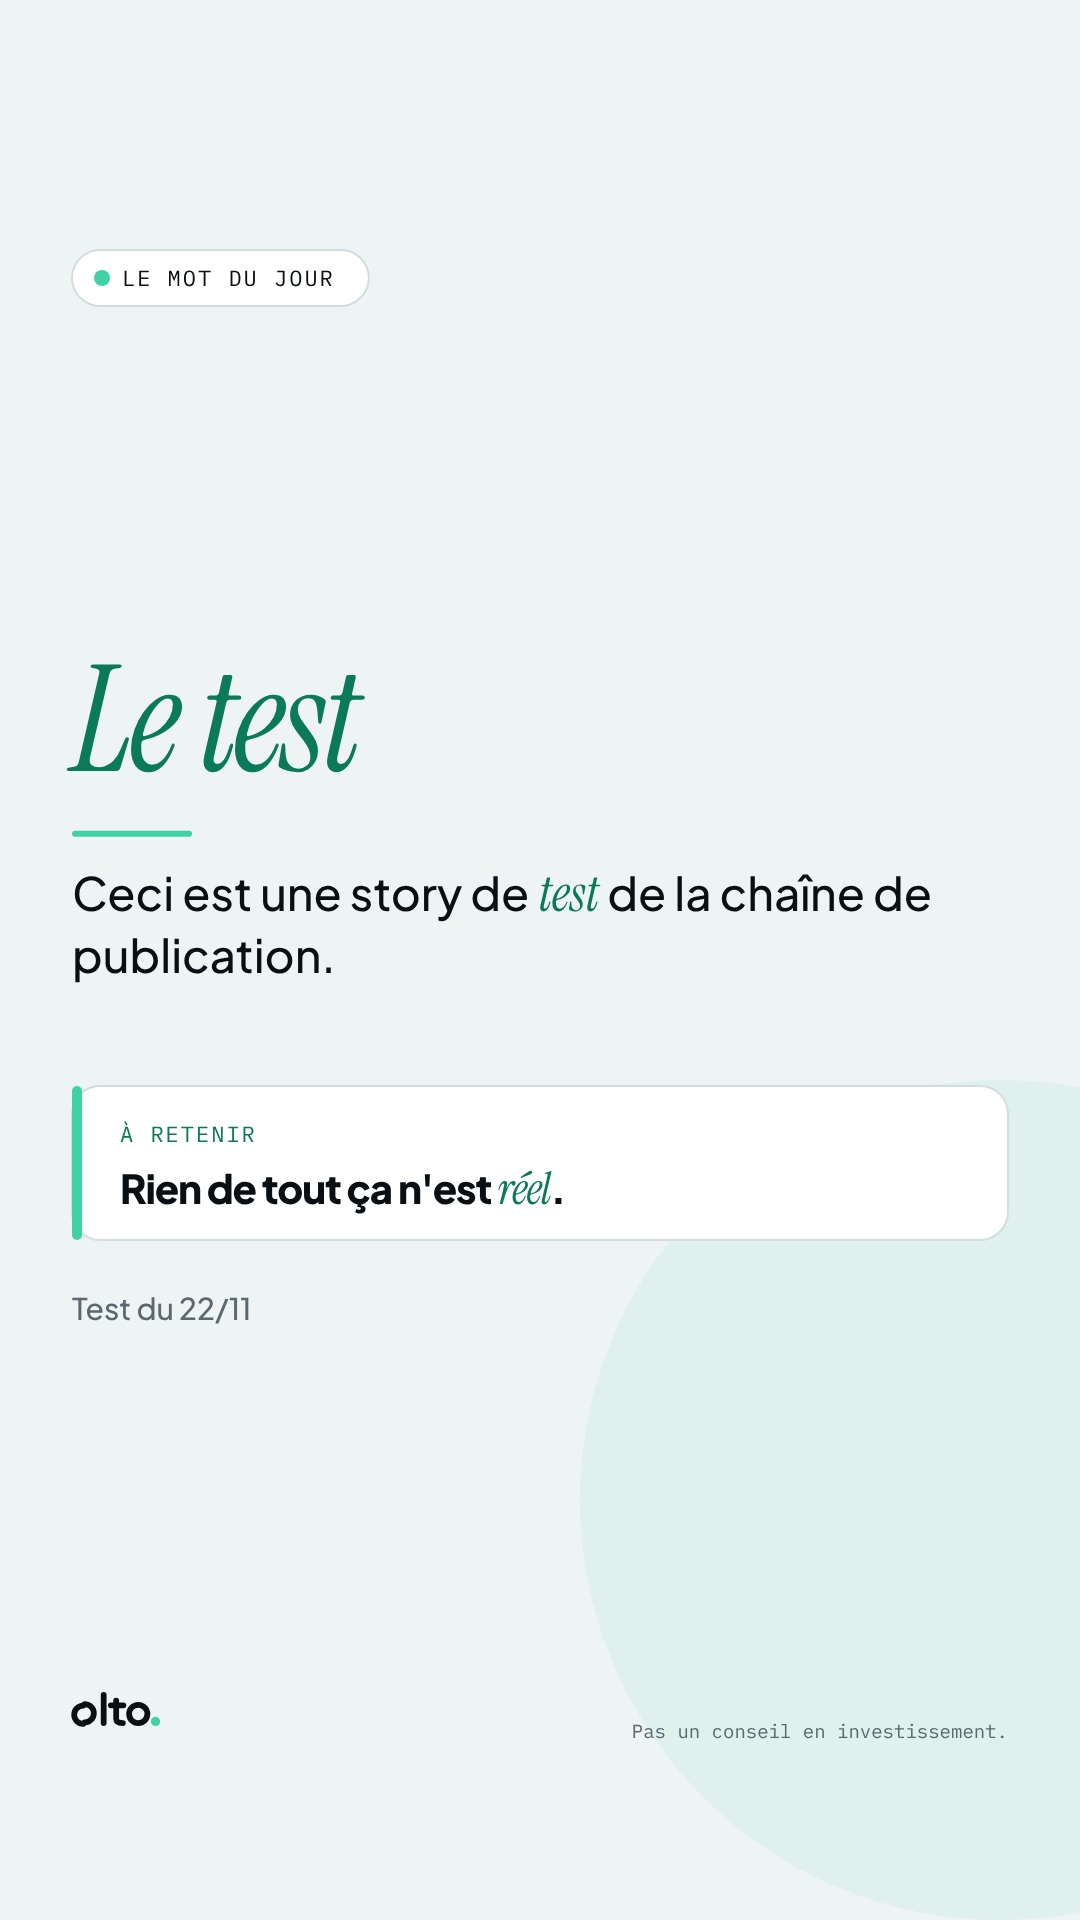 LE MOT DU JOUR
Le test
Ceci est une story de test de la chaîne de
publication.
À RETENIR
Rien de tout ça n'est réel.
Test du 22/11
olto.
Pas un conseil en investissement.